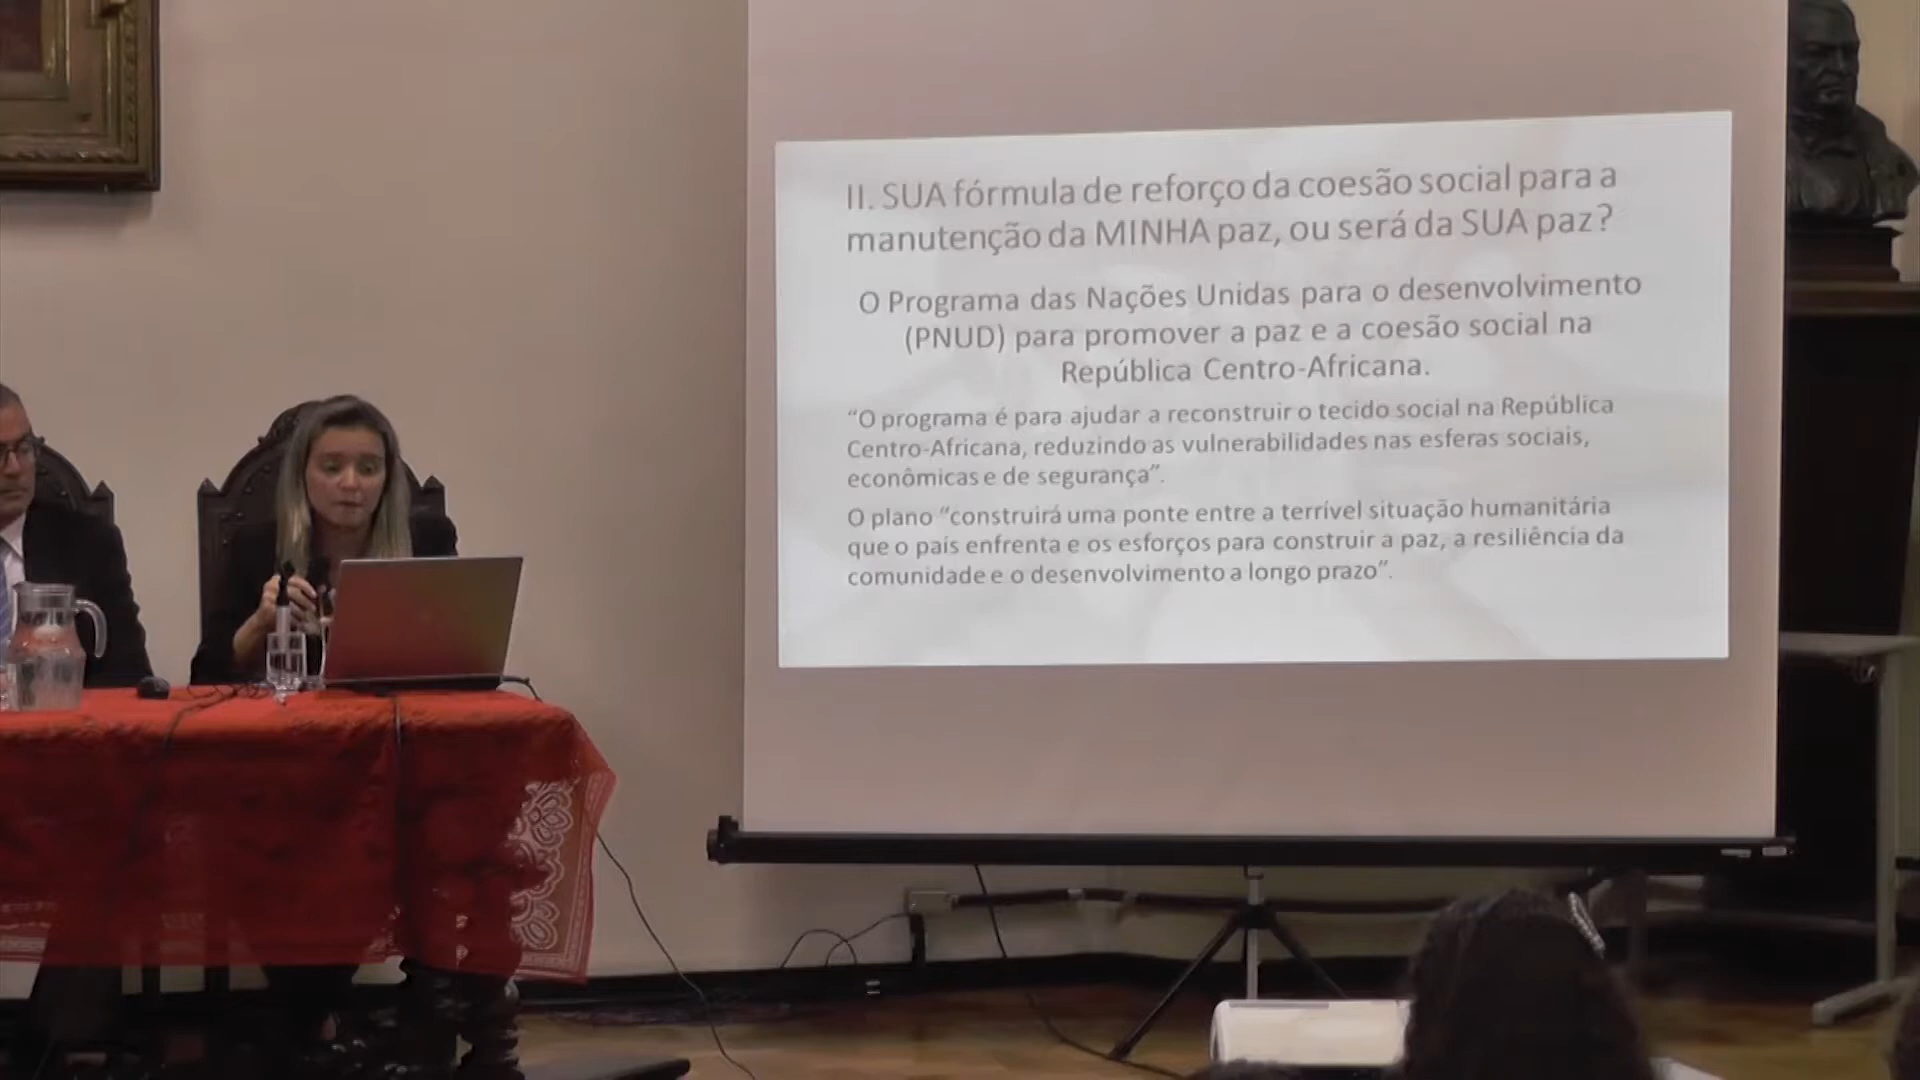 II. SUA fórmula de reforço da coesão social para a
manutenção da MINHA paz, ou será da SUA paz?
O Programa das Nações Unidas para o desenvolvimento
(PNUD) para promover a paz e a coesão social na
República Centro-Africana.
“O programa é para ajudar a reconstruir o tecido social na República
Centro-Africana, reduzindo as vulnerabilidades nas esferas sociais,
econômicas e de segurança”.
O plano “construirá uma ponte entre a terrível situação humanitária
que o país enfrenta e os esforços para construir a paz, a resiliência da
comunidade e o desenvolvimento a longo prazo”.